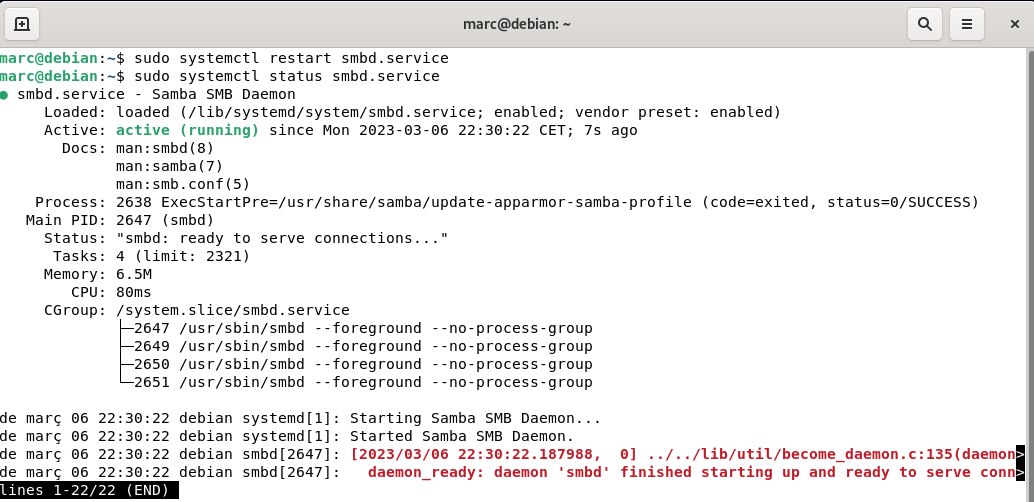 marc@debian: ~
marc@debian:~$ sudo systemctl restart smbd.service
marc@debian:~$ sudo systemctl status smbd.service
● smbd.service - Samba SMB Daemon
     Loaded: loaded (/lib/systemd/system/smbd.service; enabled; vendor preset: enabled)
     Active: active (running) since Mon 2023-03-06 22:30:22 CET; 7s ago
       Docs: man:smbd(8)
             man:samba(7)
             man:smb.conf(5)
    Process: 2638 ExecStartPre=/usr/share/samba/update-apparmor-samba-profile (code=exited, status=0/SUCCESS)
   Main PID: 2647 (smbd)
     Status: "smbd: ready to serve connections..."
      Tasks: 4 (limit: 2321)
     Memory: 6.5M
        CPU: 80ms
     CGroup: /system.slice/smbd.service
             ├─2647 /usr/sbin/smbd --foreground --no-process-group
             ├─2649 /usr/sbin/smbd --foreground --no-process-group
             ├─2650 /usr/sbin/smbd --foreground --no-process-group
             └─2651 /usr/sbin/smbd --foreground --no-process-group
de març 06 22:30:22 debian systemd[1]: Starting Samba SMB Daemon...
de març 06 22:30:22 debian systemd[1]: Started Samba SMB Daemon.
de març 06 22:30:22 debian smbd[2647]: [2023/03/06 22:30:22.187988,  0] ../../lib/util/become_daemon.c:135(daemon>
de març 06 22:30:22 debian smbd[2647]:   daemon_ready: daemon 'smbd' finished starting up and ready to serve conn>
lines 1-22/22 (END)